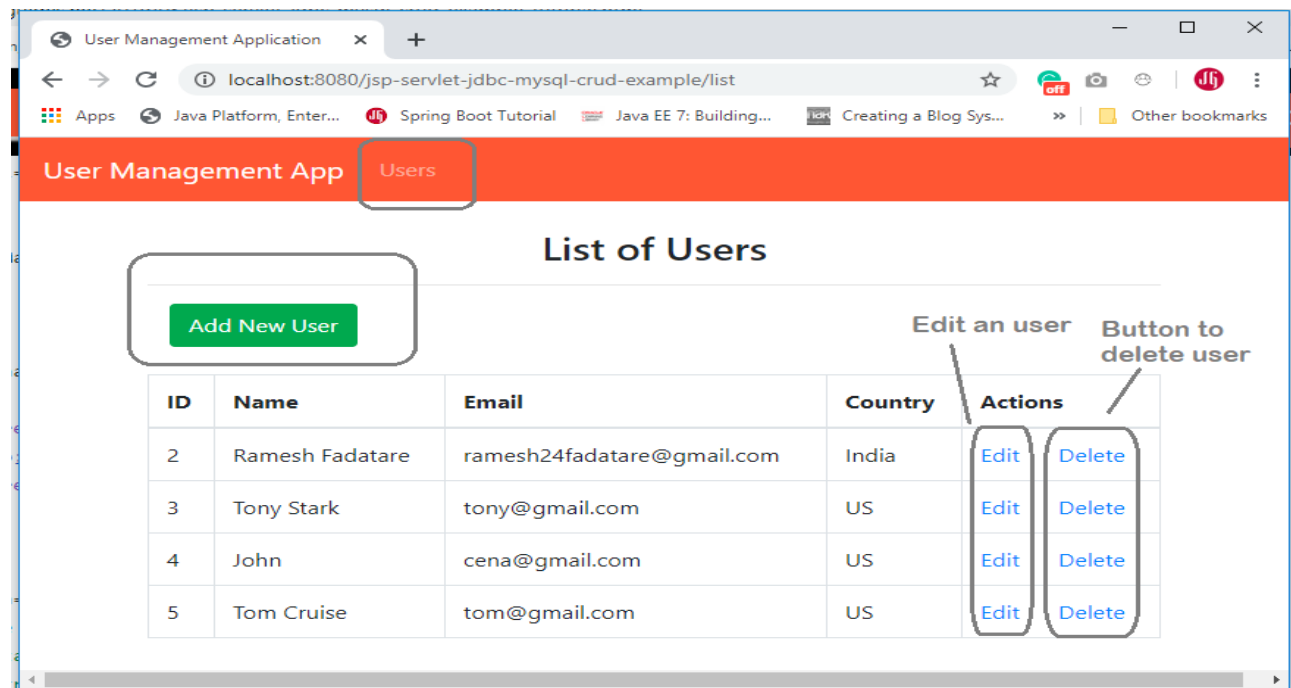 User Management Application
localhost:8080/jsp-servlet-jdbc-mysql-crud-example/list
off
Apps Java Platform, Enter... Spring Boot Tutorial Java EE 7: Building... Creating a Blog Sys... » Other bookmarks
User Management App Users
List of Users
Add New User
Edit an user
Button to
delete user
ID Name Email Country Actions
2 Ramesh Fadatare ramesh24fadatare@gmail.com India Edit Delete
3 Tony Stark tony@gmail.com US Edit Delete
4 John cena@gmail.com US Edit Delete
5 Tom Cruise tom@gmail.com US Edit Delete